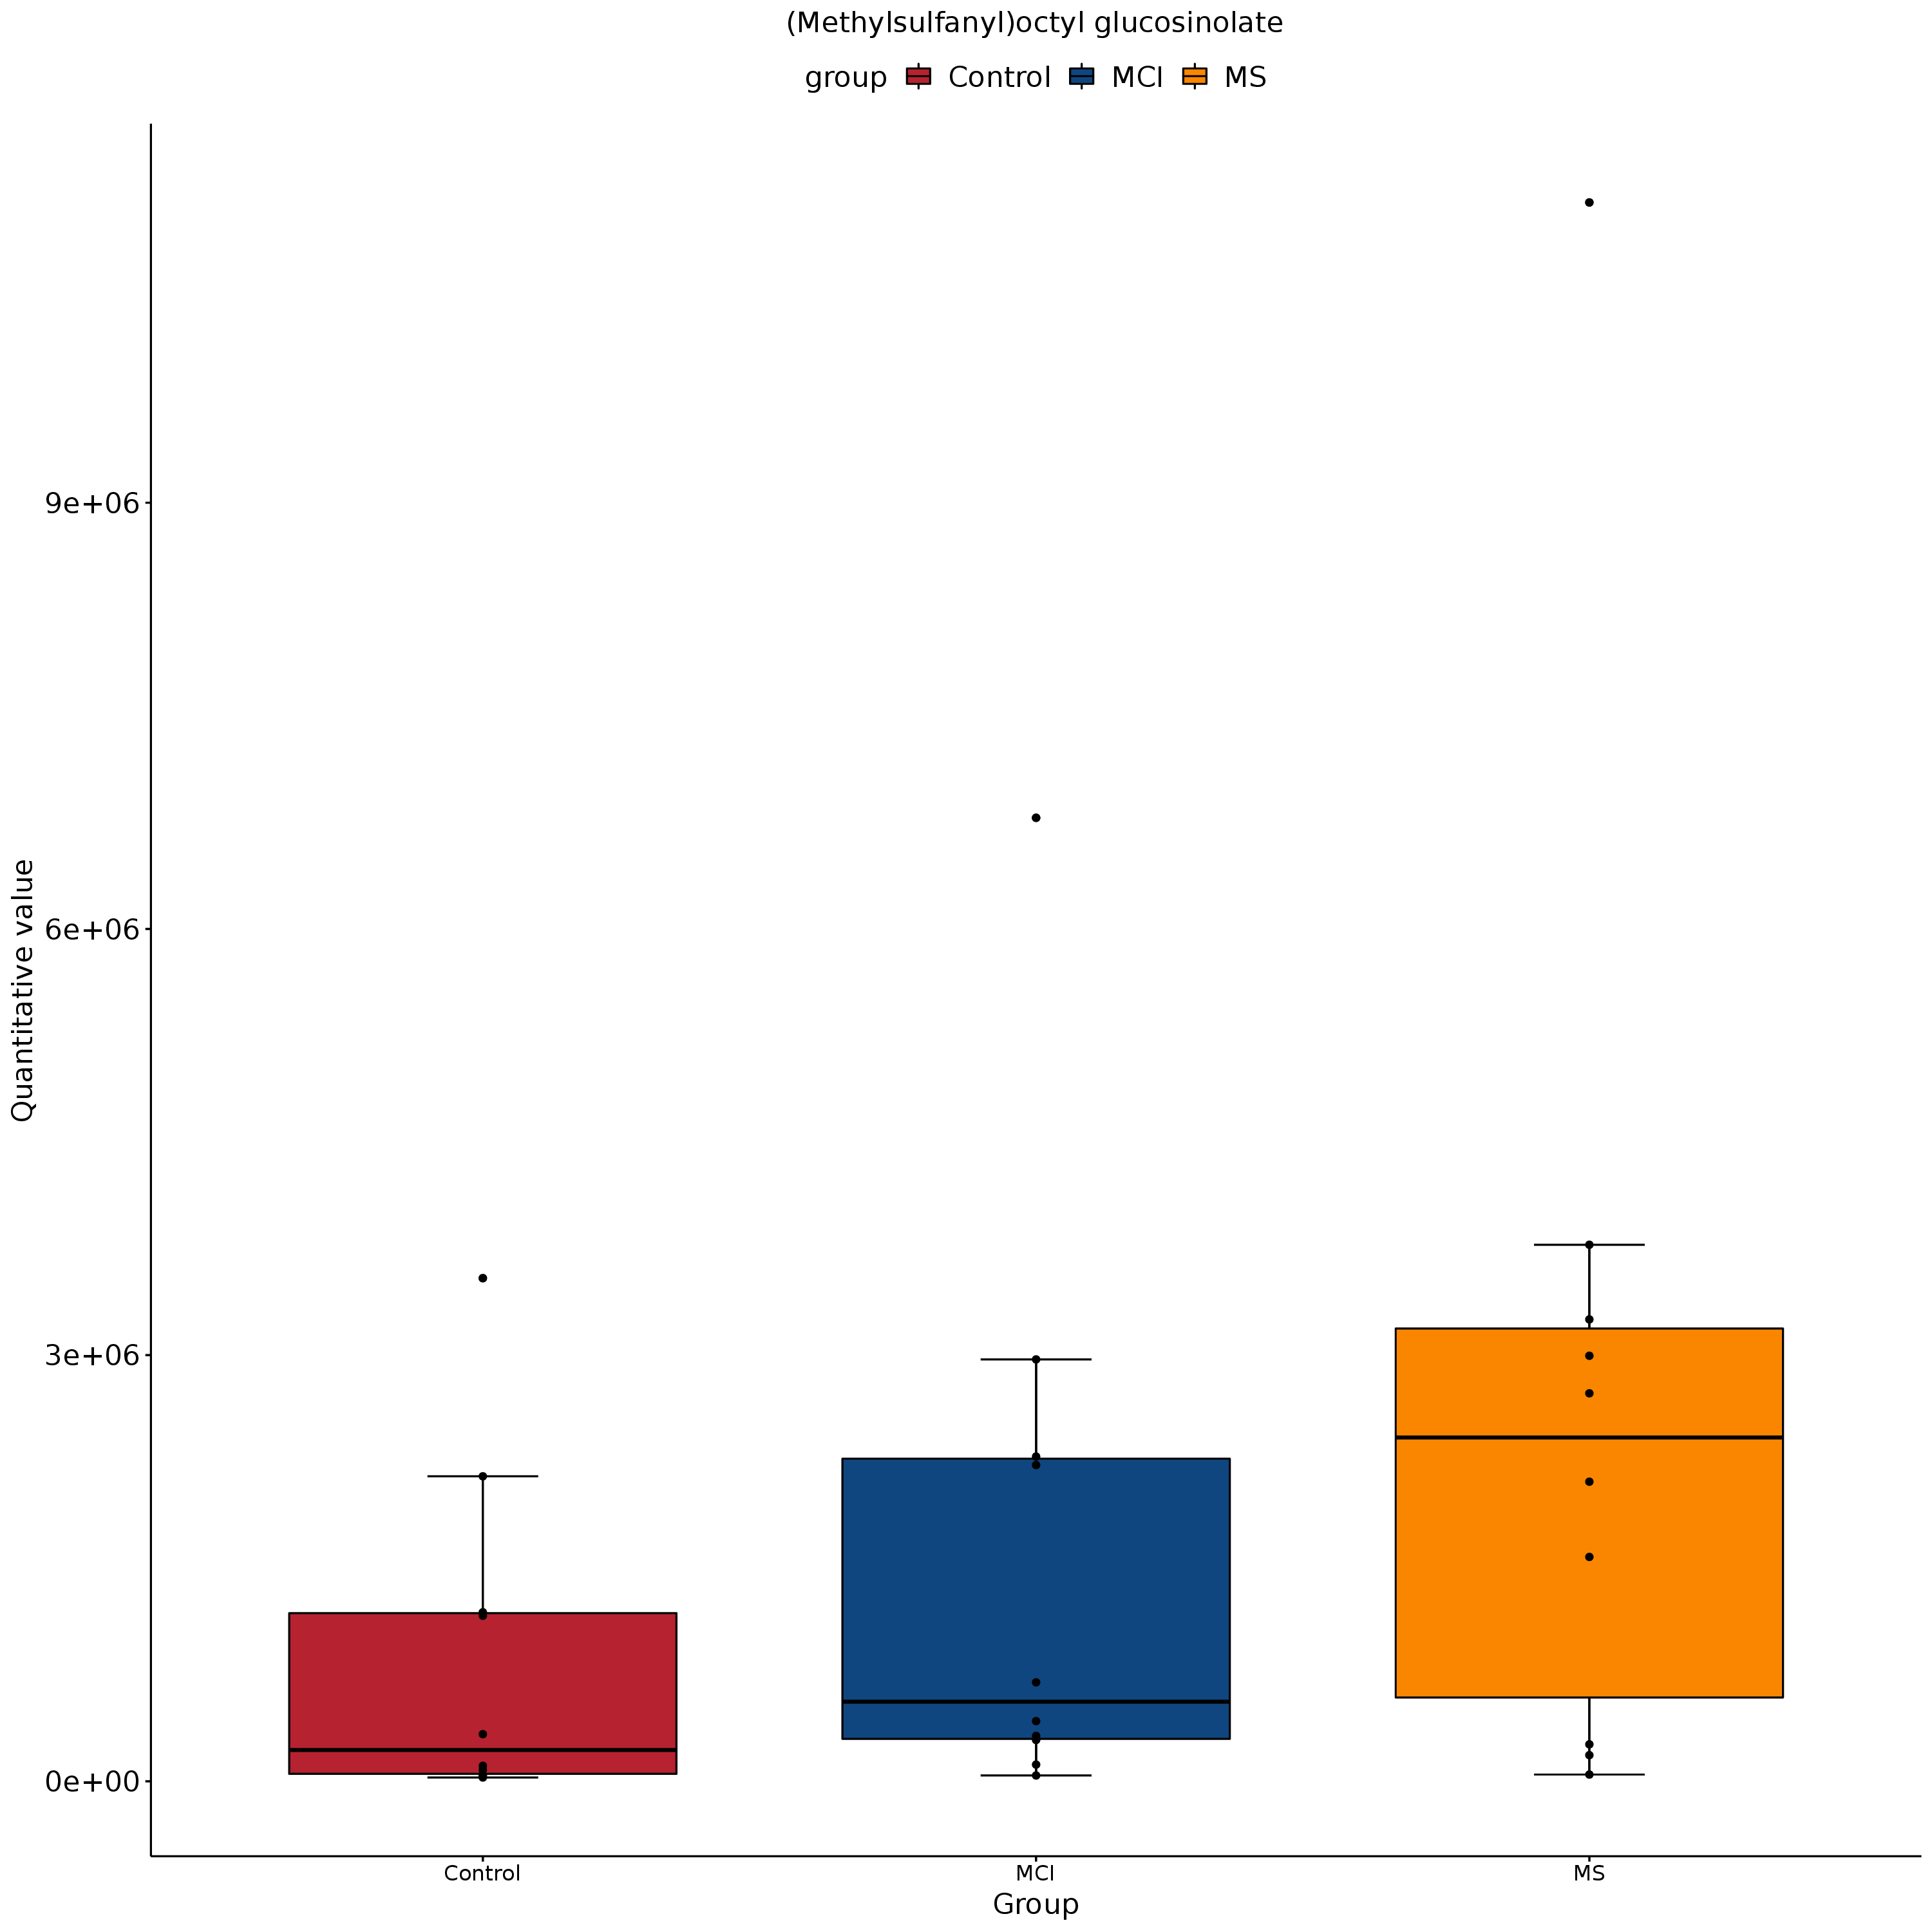 (Methylsulfanyl)octyl glucosinolate
group Control MCI MS
Quantitative value
9e+06
6e+06
3e+06
0e+00
Control MCI MS
Group